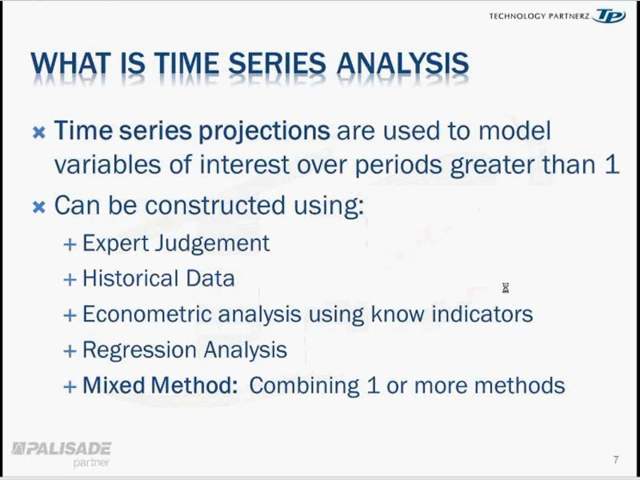 TECHNOLOGY PARTNERZ TP
WHAT IS TIME SERIES ANALYSIS
Time series projections are used to model
variables of interest over periods greater than 1
Can be constructed using:
Expert Judgement
Historical Data
Econometric analysis using know indicators
Regression Analysis
Mixed Method: Combining 1 or more methods
PALISADE
partner
7